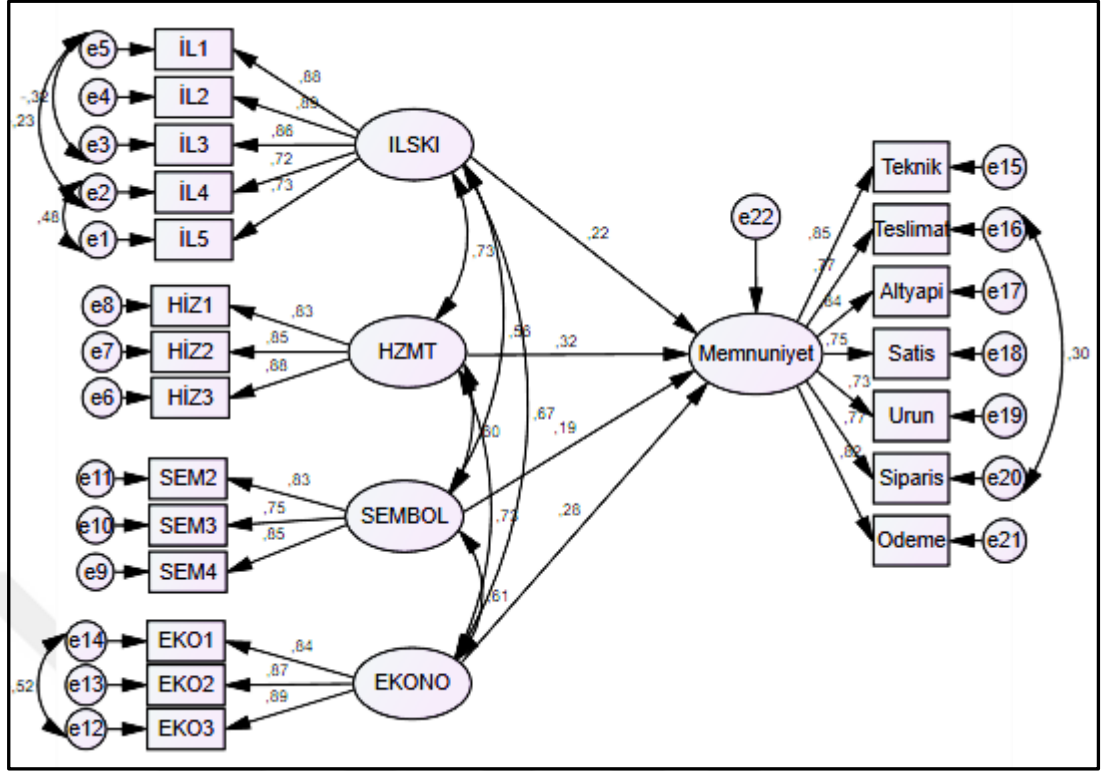 e5
İL1
,88
e4
İL2
,89
-,32
,23
e3
İL3
,86
ILSKI
e2
İL4
,72
,73
,48
e1
İL5
,73
,22
e22
Teknik
e15
,85
Teslimat
e16
,77
Altyapi
e17
,64
e8
HİZ1
,83
e7
HİZ2
,85
HZMT
,56
,32
Memnuniyet
,75
Satis
e18
,30
e6
HİZ3
,88
,73
Urun
e19
,67
,19
,60
,77
Siparis
e20
e11
SEM2
,83
e10
SEM3
,75
SEMBOL
,28
,73
Odeme
e21
e9
SEM4
,85
,61
e14
EKO1
,84
e13
EKO2
,87
EKONO
,52
e12
EKO3
,89